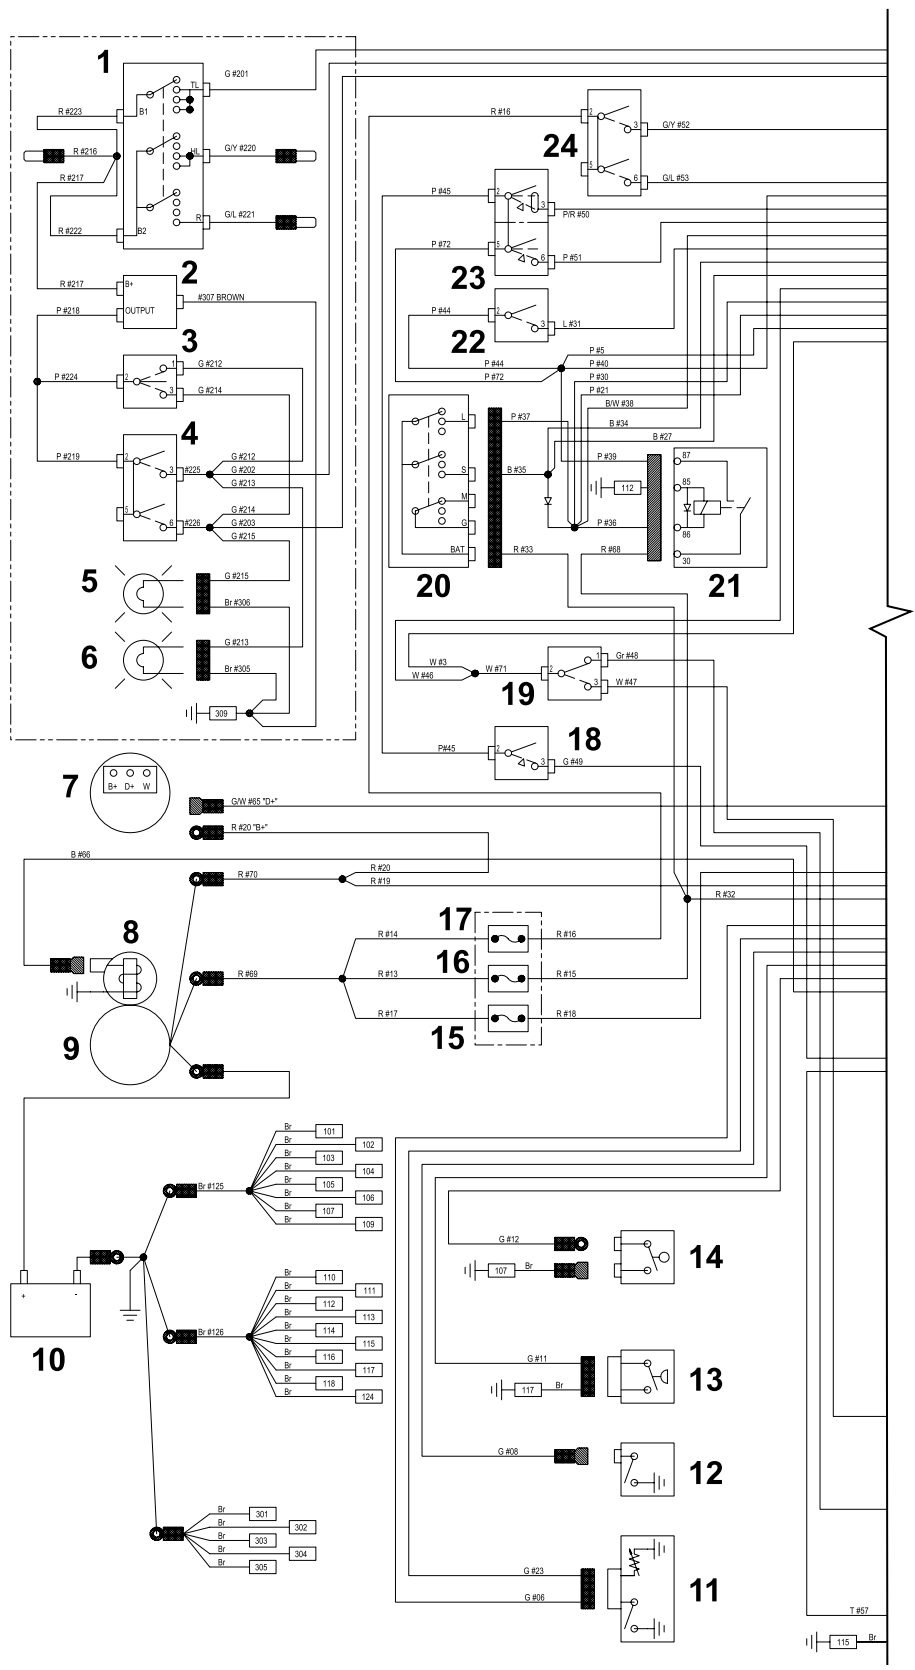 1
G #201
TL
R #223
B1
R #16
2
3
G/Y #52
24
R #216
HL
G/Y #220
5
6
G/L #53
R #217
P #45
2
3
P/R #50
R
G/L #221
R #222
B2
P #72
5
6
P #51
23
2
R #217
B+
#307 BROWN
P #218
OUTPUT
P #44
2
3
L #31
22
3
P #5
G #212
P #44
P #40
1
P #224
2
P #72
P #30
3
G #214
P #21
B/W #38
L
P #37
4
B #34
B #27
P #219
2
G #212
P #39
87
3
#225
G #202
S
B #35
G #213
85
112
M
5
G #214
6
#226
G #203
G
P #36
86
G #215
BAT
R #33
R #68
30
5
G #215
20
21
Br #306
6
G #213
W #3
Gr #48
1
Br #305
W #46
W #71
2
3
W #47
19
309
18
P#45
2
3
G #49
7
B+
D+
W
G/W #65 "D+"
R #20 "B+"
B #66
R #20
R #70
R #19
R #32
17
8
R #14
R #16
16
R #69
R #13
R #15
9
R #17
R #18
15
Br
101
Br
102
Br
103
Br
104
Br #125
Br
105
Br
106
Br
107
Br
109
G #12
14
107
Br
Br
110
+
-
Br
111
Br
112
Br
113
Br #126
Br
114
Br
115
10
Br
116
G #11
Br
117
13
Br
118
117
Br
Br
124
G #08
12
Br
301
Br
302
Br
303
Br
304
Br
305
G #23
11
G #06
T #57
115
Br